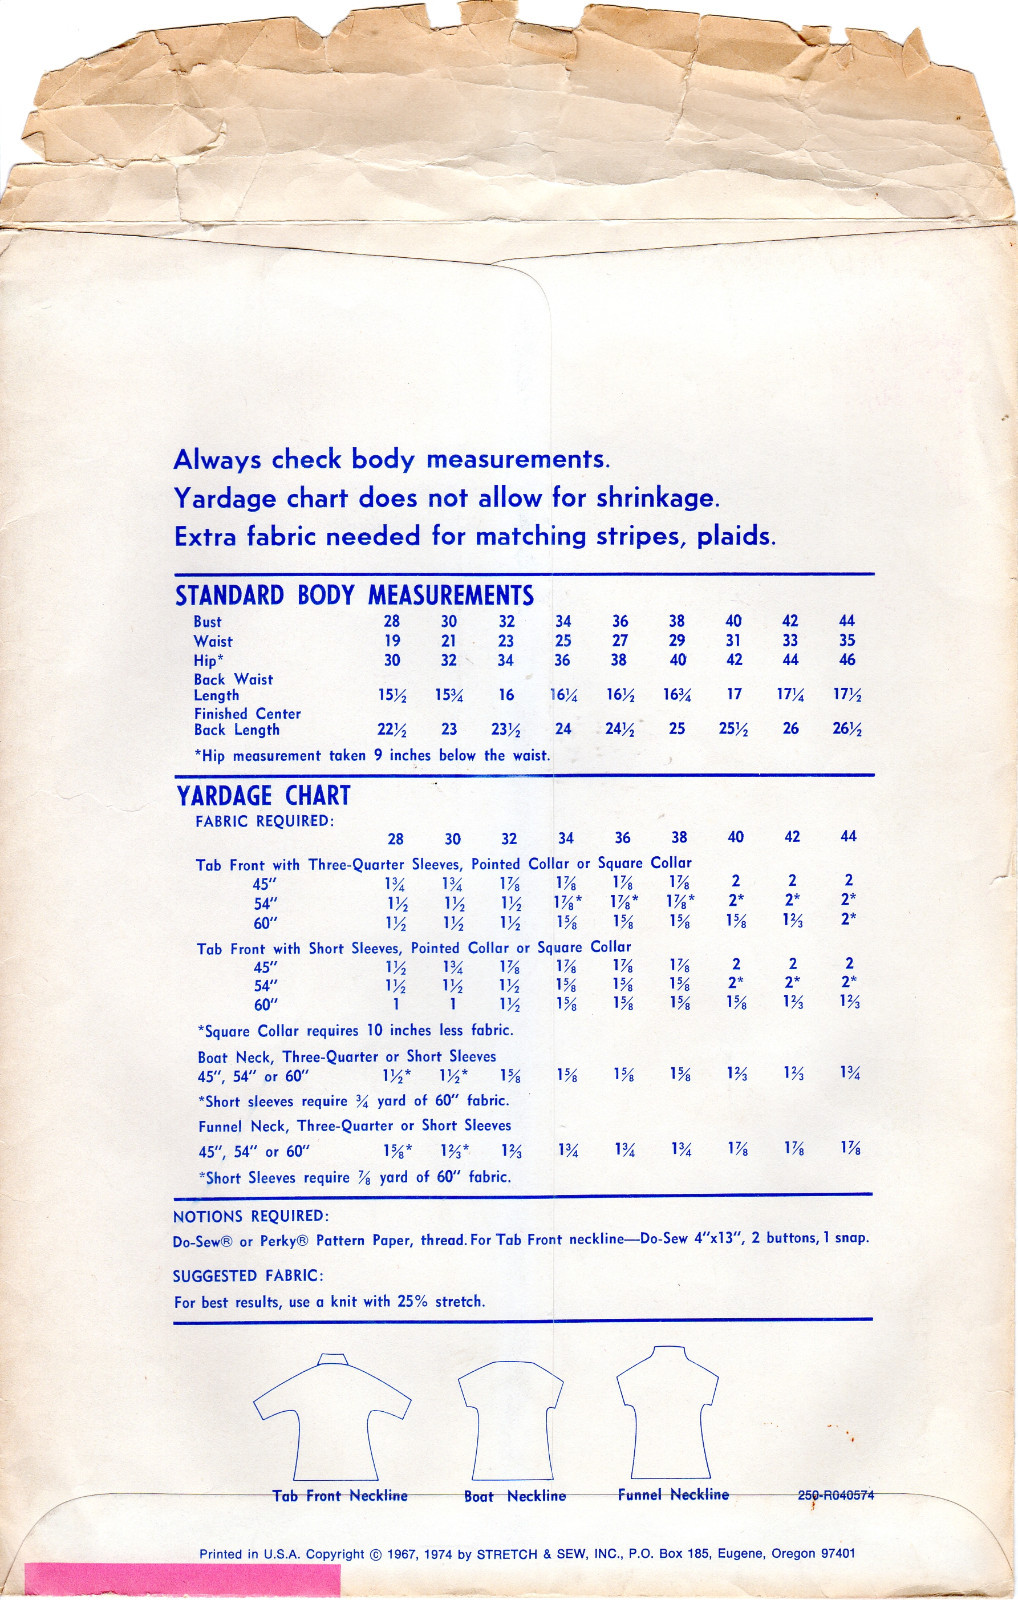 Always check body measurements.
Yardage chart does not allow for shrinkage.
Extra fabric needed for matching stripes, plaids.
STANDARD BODY MEASUREMENTS
Bust 28 30 32 34 36 38 40 42 44
Waist 19 21 23 25 27 29 31 33 35
Hip* 30 32 34 36 38 40 42 44 46
Back Waist
Length 15½ 15¾ 16 16¼ 16½ 16¾ 17 17¼ 17½
Finished Center
Back Length 22½ 23 23½ 24 24½ 25 25½ 26 26½
*Hip measurement taken 9 inches below the waist.
YARDAGE CHART
FABRIC REQUIRED:
28 30 32 34 36 38 40 42 44
Tab Front with Three-Quarter Sleeves, Pointed Collar or Square Collar
45" 1¾ 1¾ 1⅞ 1⅞ 1⅞ 1⅞ 2 2 2
54" 1½ 1½ 1½ 1⅞* 1⅞* 1⅞* 2* 2* 2*
60" 1½ 1½ 1½ 1⅝ 1⅝ 1⅝ 1⅝ 1⅔ 2*
Tab Front with Short Sleeves, Pointed Collar or Square Collar
45" 1½ 1¾ 1⅞ 1⅞ 1⅞ 1⅞ 2 2 2
54" 1½ 1½ 1½ 1⅝ 1⅝ 1⅝ 2* 2* 2*
60" 1 1 1½ 1⅝ 1⅝ 1⅝ 1⅝ 1⅔ 1⅔
*Square Collar requires 10 inches less fabric.
Boat Neck, Three-Quarter or Short Sleeves
45", 54" or 60" 1½* 1½* 1⅝ 1⅝ 1⅝ 1⅝ 1⅔ 1⅔ 1¾
*Short sleeves require ¾ yard of 60" fabric.
Funnel Neck, Three-Quarter or Short Sleeves
45", 54" or 60" 1⅝* 1⅔* 1⅔ 1¾ 1¾ 1¾ 1⅞ 1⅞ 1⅞
*Short Sleeves require ⅞ yard of 60" fabric.
NOTIONS REQUIRED:
Do-Sew® or Perky® Pattern Paper, thread. For Tab Front neckline—Do-Sew 4"x13", 2 buttons, 1 snap.
SUGGESTED FABRIC:
For best results, use a knit with 25% stretch.
Tab Front Neckline Boat Neckline Funnel Neckline 250-R040574
Printed in U.S.A. Copyright © 1967, 1974 by STRETCH & SEW, INC., P.O. Box 185, Eugene, Oregon 97401